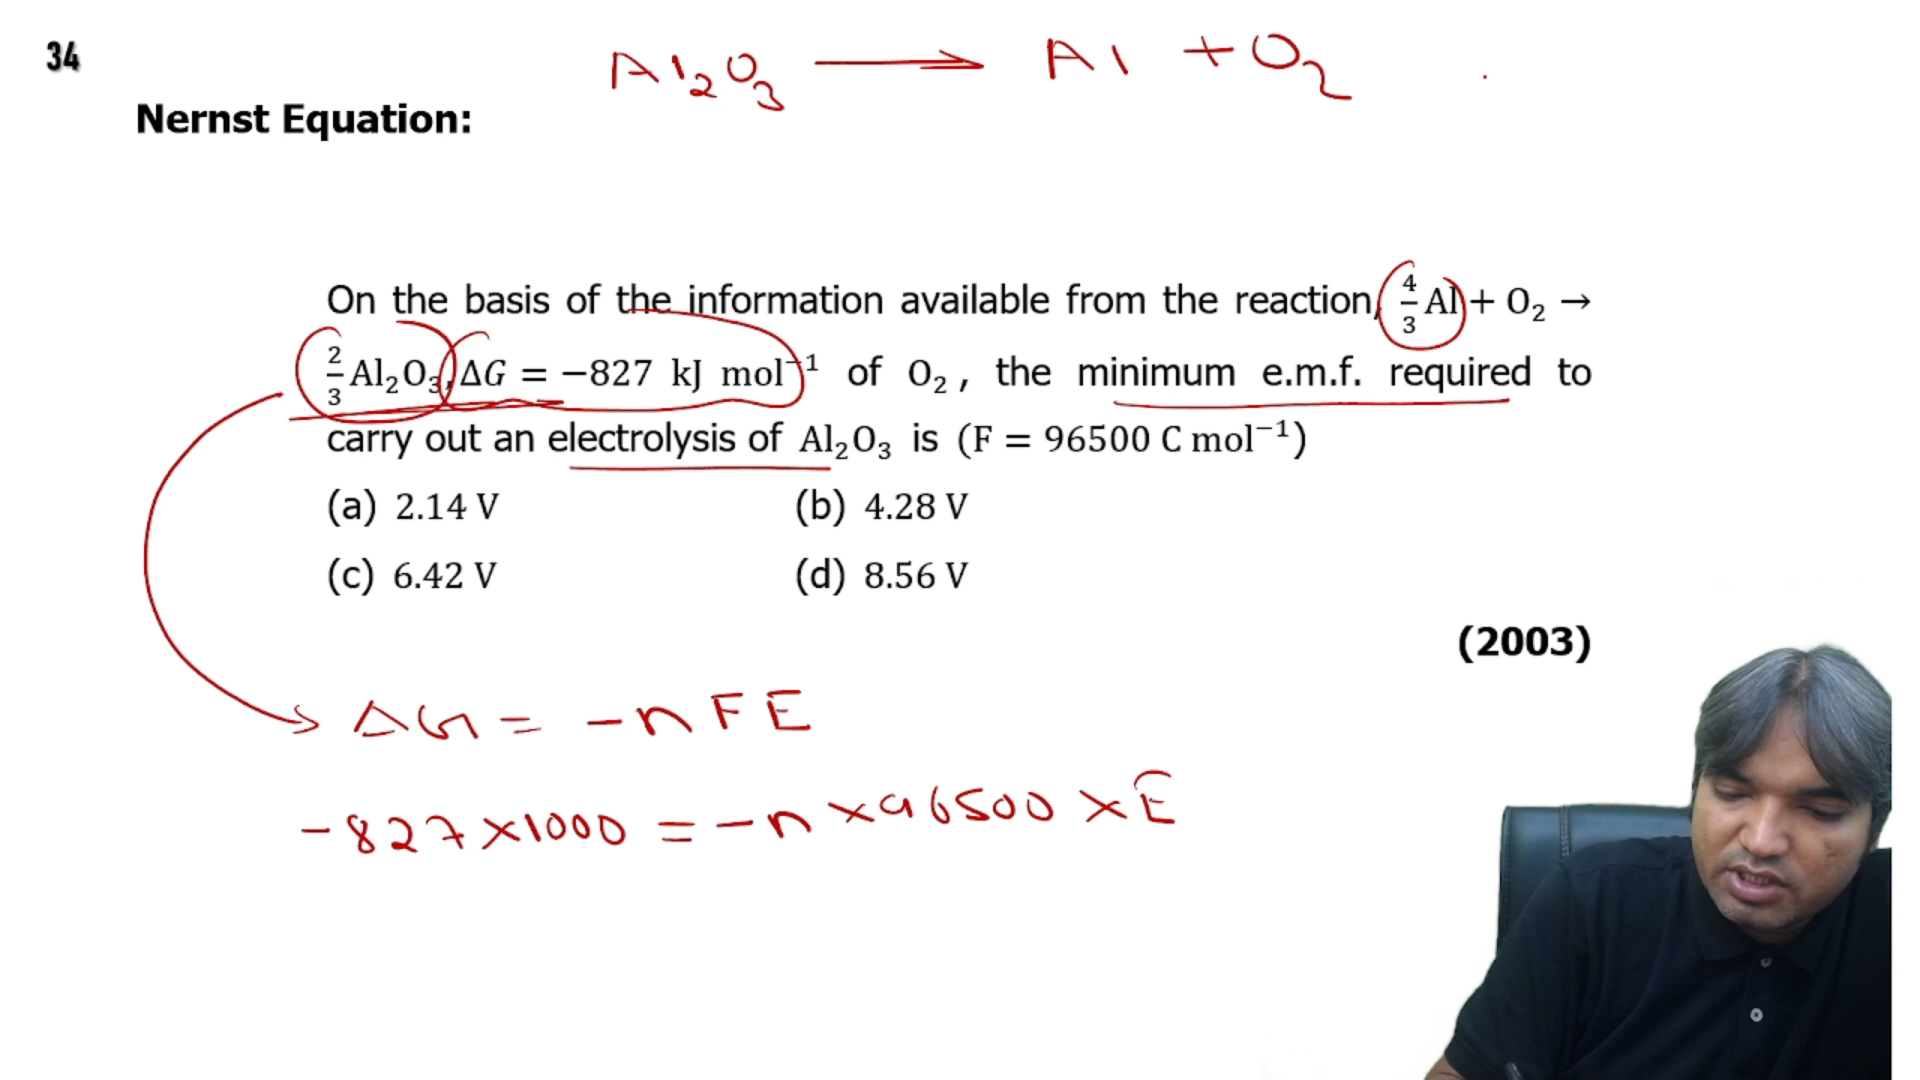 34
Al₂O₃ ⟶ Al + O₂
Nernst Equation:
On the basis of the information available from the reaction, 4/3 Al + O₂ →
2/3 Al₂O₃, ΔG = −827 kJ mol⁻¹ of O₂, the minimum e.m.f. required to
carry out an electrolysis of Al₂O₃ is (F = 96500 C mol⁻¹)
(a) 2.14 V (b) 4.28 V
(c) 6.42 V (d) 8.56 V
(2003)
ΔG = −nFE
−827×1000 = −n×96500×E